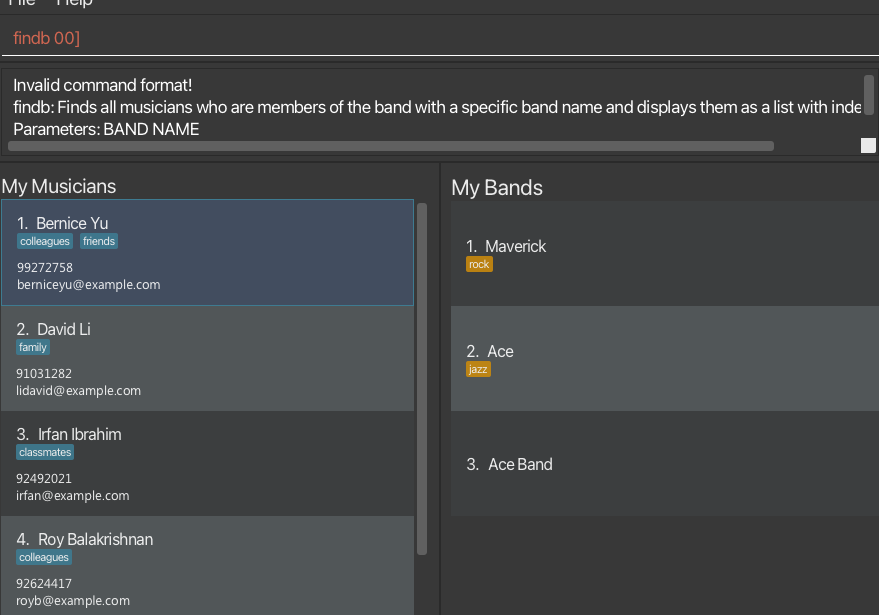 File Help
findb 00]
Invalid command format!
findb: Finds all musicians who are members of the band with a specific band name and displays them as a list with inde
Parameters: BAND NAME
My Musicians
1. Bernice Yu
colleagues friends
99272758
berniceyu@example.com
2. David Li
family
91031282
lidavid@example.com
3. Irfan Ibrahim
classmates
92492021
irfan@example.com
4. Roy Balakrishnan
colleagues
92624417
royb@example.com
My Bands
1. Maverick
rock
2. Ace
jazz
3. Ace Band